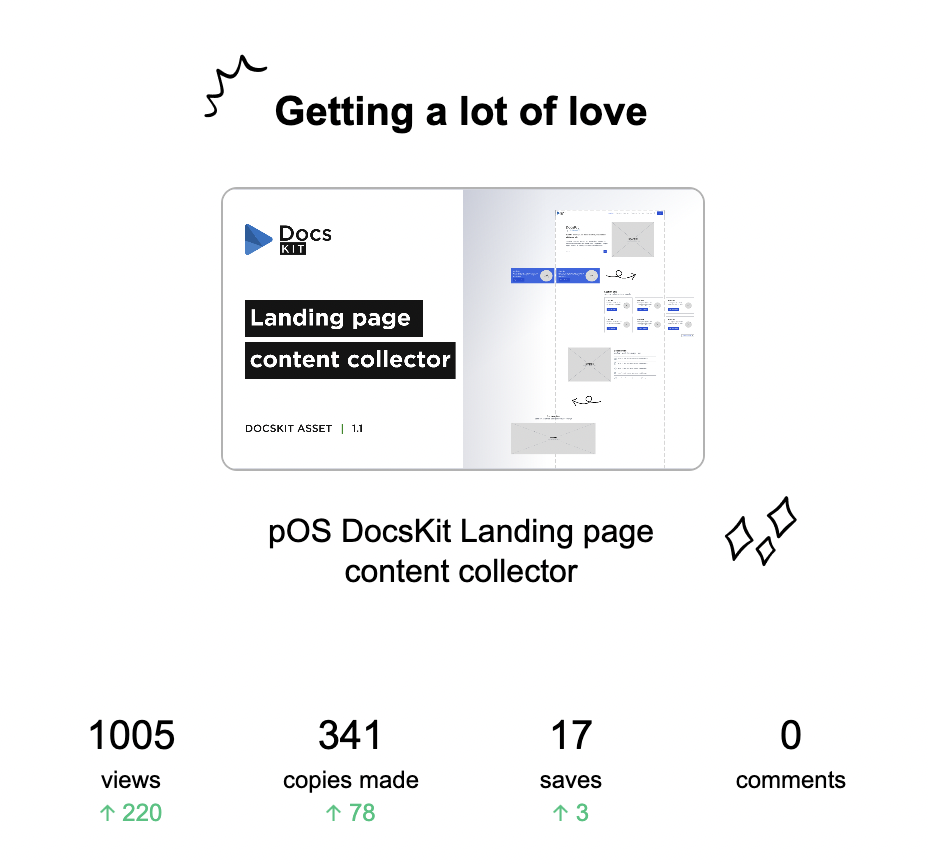 Getting a lot of love
Docs
KIT
Landing page
content collector
DOCSKIT ASSET | 1.1
pOS DocsKit Landing page
content collector
1005
views
↑ 220
341
copies made
↑ 78
17
saves
↑ 3
0
comments